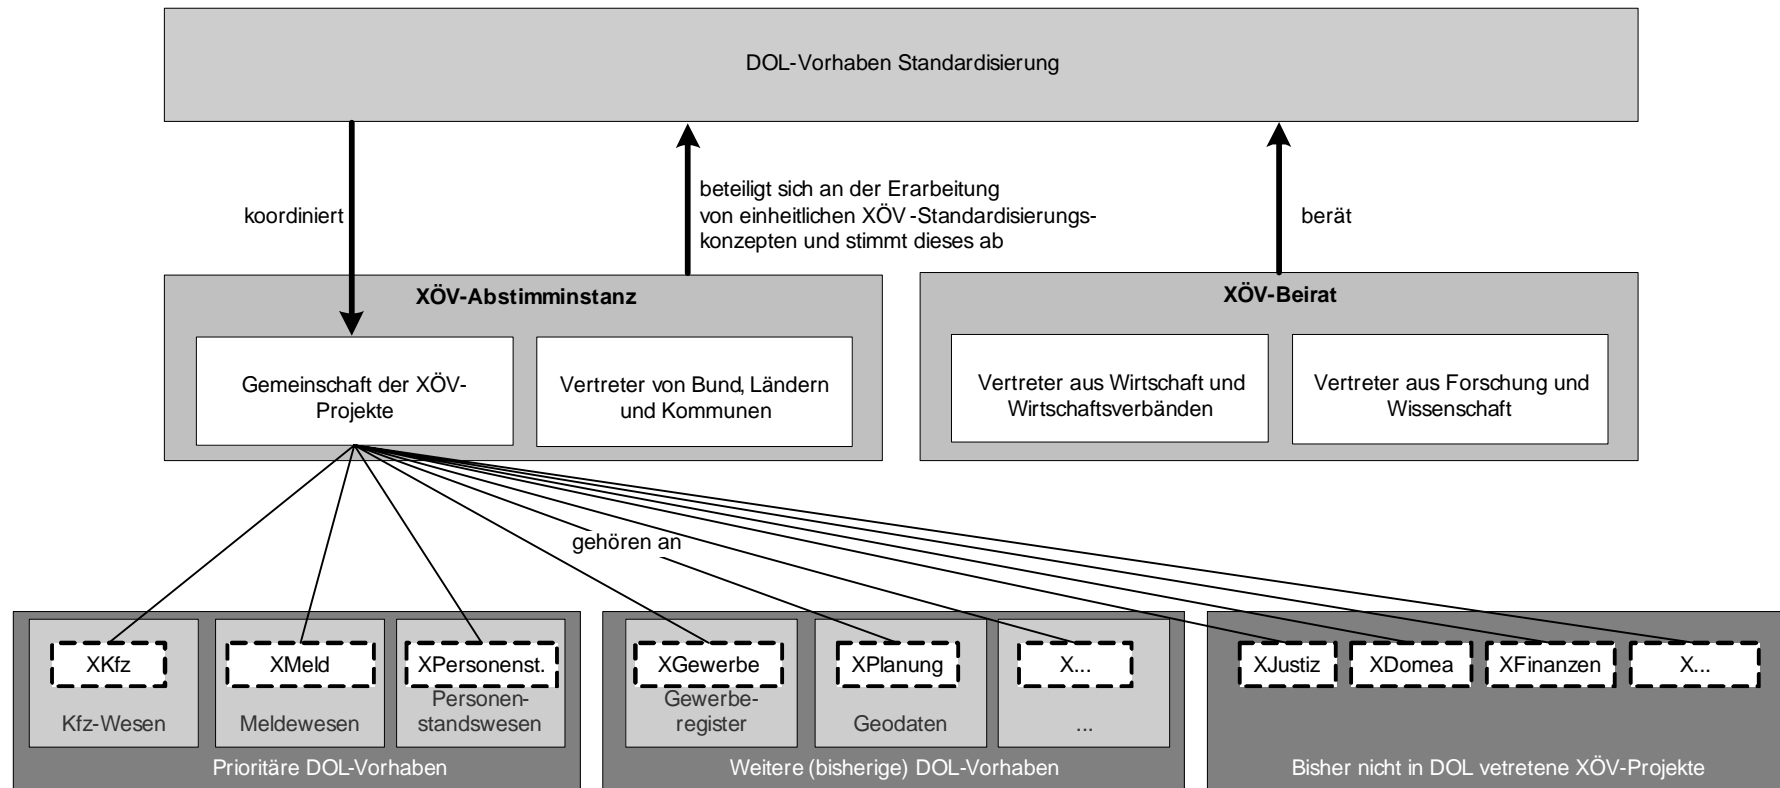 DOL-Vorhaben Standardisierung
koordiniert
beteiligt sich an der Erarbeitung
von einheitlichen XÖV-Standardisierungs-
konzepten und stimmt dieses ab
berät
XÖV-Abstimminstanz
Gemeinschaft der XÖV-
Projekte
Vertreter von Bund, Ländern
und Kommunen
XÖV-Beirat
Vertreter aus Wirtschaft und
Wirtschaftsverbänden
Vertreter aus Forschung und
Wissenschaft
gehören an
XKfz
Kfz-Wesen
XMeld
Meldewesen
XPersonenst.
Personen-
standswesen
Prioritäre DOL-Vorhaben
XGewerbe
Gewerbe-
register
XPlanung
Geodaten
X...
...
Weitere (bisherige) DOL-Vorhaben
XJustiz
XDomea
XFinanzen
X...
Bisher nicht in DOL vetretene XÖV-Projekte